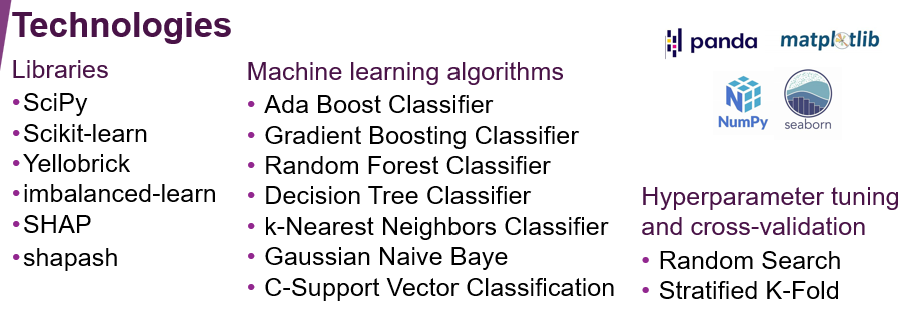 Technologies
Libraries
•SciPy
•Scikit-learn
•Yellobrick
•imbalanced-learn
•SHAP
•shapash
Machine learning algorithms
• Ada Boost Classifier
• Gradient Boosting Classifier
• Random Forest Classifier
• Decision Tree Classifier
• k-Nearest Neighbors Classifier
• Gaussian Naive Baye
• C-Support Vector Classification
panda
matplotlib
NumPy
seaborn
Hyperparameter tuning
and cross-validation
• Random Search
• Stratified K-Fold